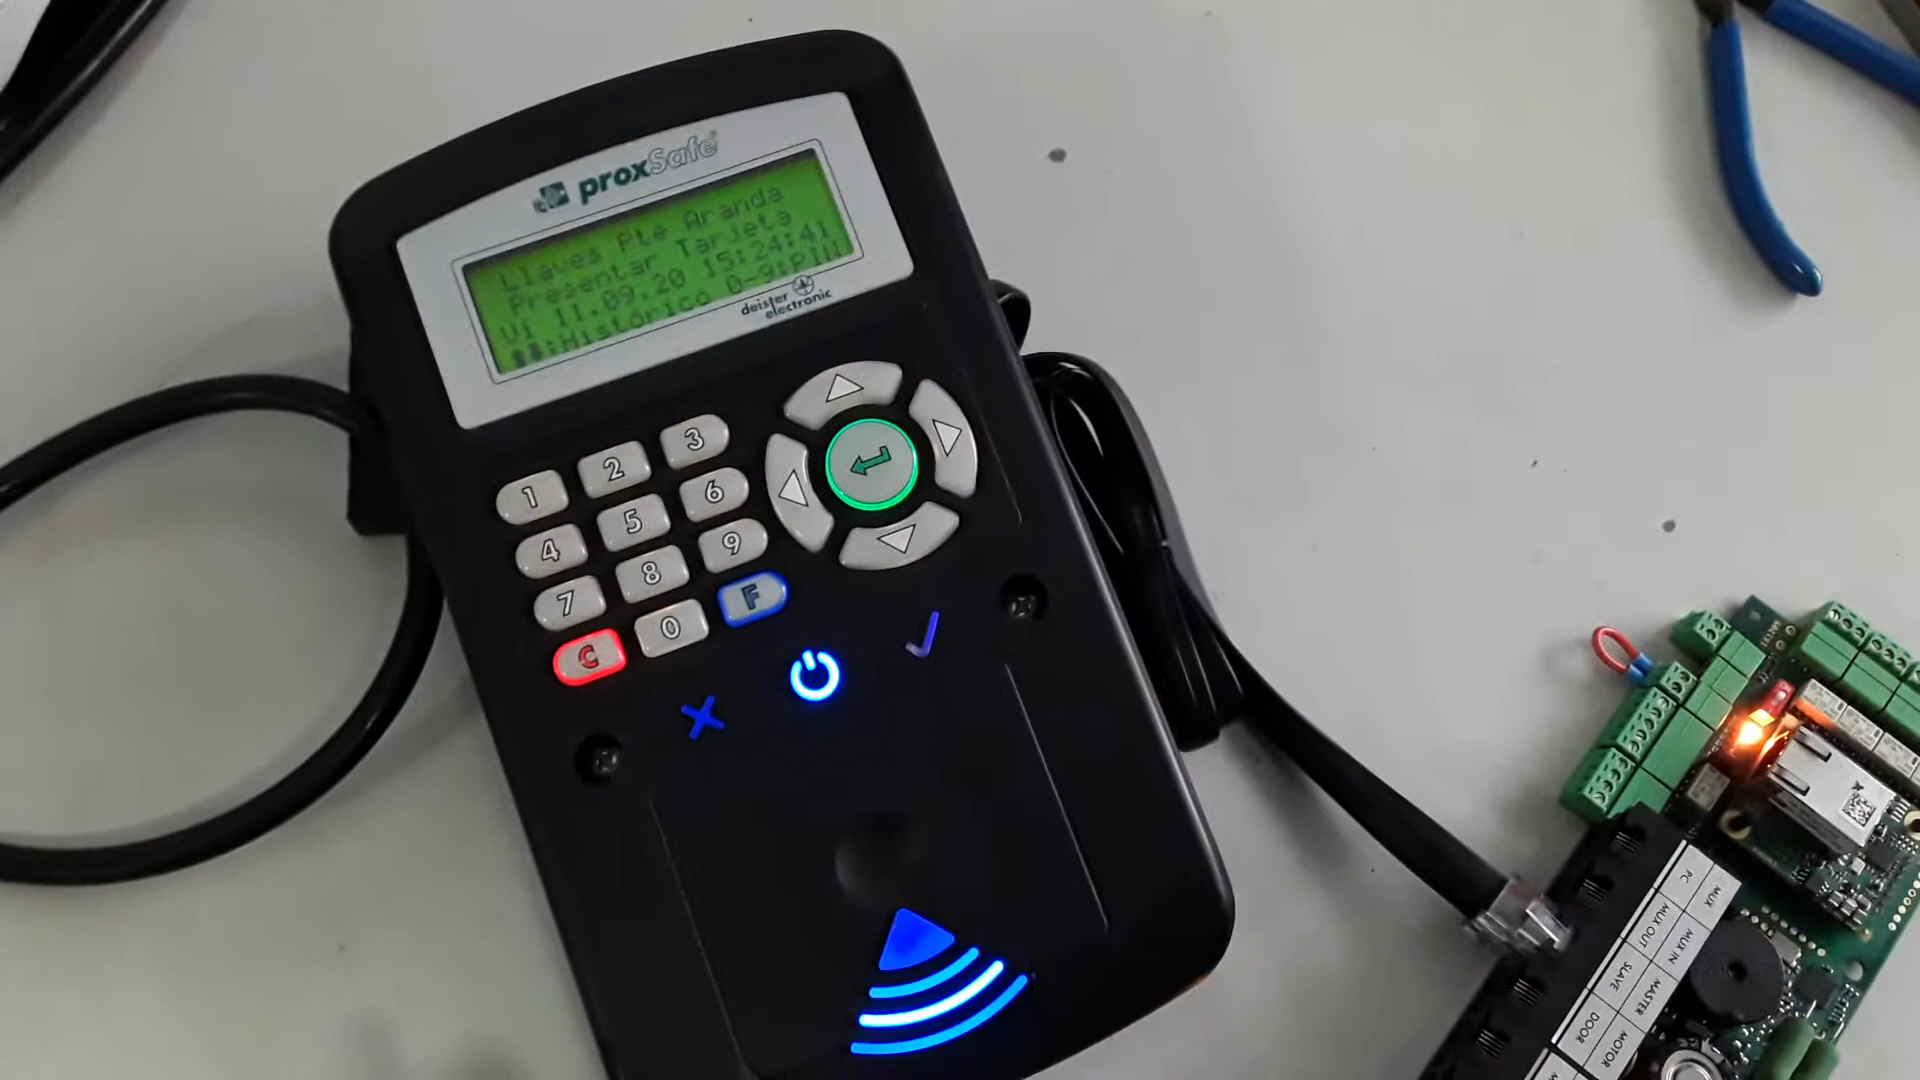 proxSafe
Llaves Pte Aranda
Presentar Tarjeta
Vi 11.09.20 15:24:41
:Histórico 0-9:PIN
deister
electronic
1 2 3
4 5 6
7 8 9
C 0 F
PC MUX
MUX OUT MUX IN
SLAVE MASTER
DOOR MOTOR